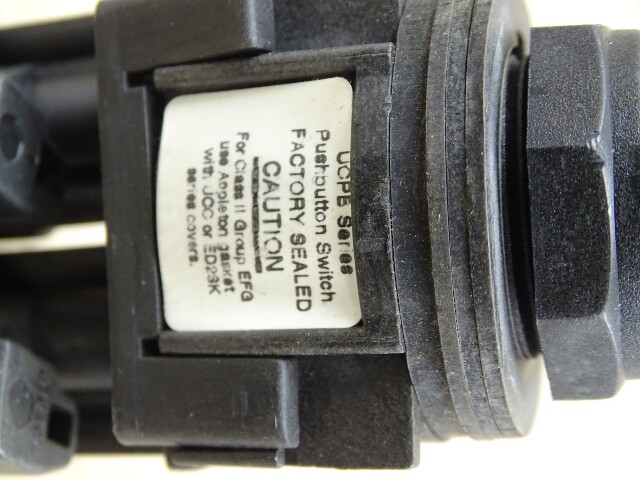 UCPB Series
Pushbutton Switch
FACTORY SEALED
CAUTION
For Class II Group EFG
use Appleton gasket
with JCC or ED23K
series covers.